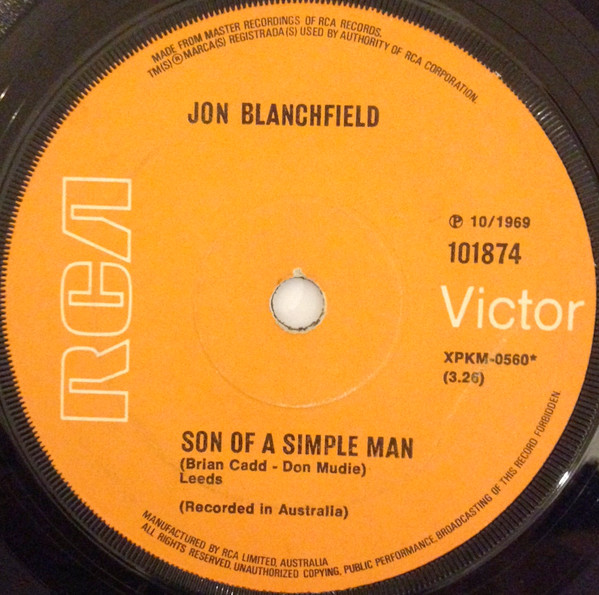 MADE FROM MASTER RECORDINGS OF RCA RECORDS.
TM(S) ® MARCA(S) REGISTRADA(S) USED BY AUTHORITY OF RCA CORPORATION.
JON BLANCHFIELD
RCA
℗ 10/1969
101874
Victor
XPKM-0560*
(3.26)
SON OF A SIMPLE MAN
(Brian Cadd - Don Mudie)
Leeds
(Recorded in Australia)
MANUFACTURED BY RCA LIMITED, AUSTRALIA
ALL RIGHTS RESERVED, UNAUTHORIZED COPYING, PUBLIC PERFORMANCE, BROADCASTING OF THIS RECORD FORBIDDEN.